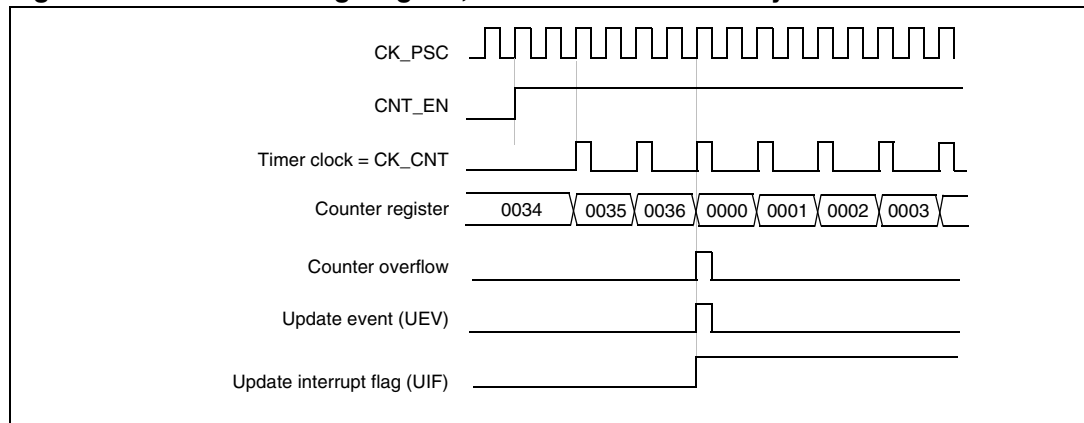 CK_PSC
CNT_EN
Timer clock = CK_CNT
Counter register 0034 0035 0036 0000 0001 0002 0003
Counter overflow
Update event (UEV)
Update interrupt flag (UIF)